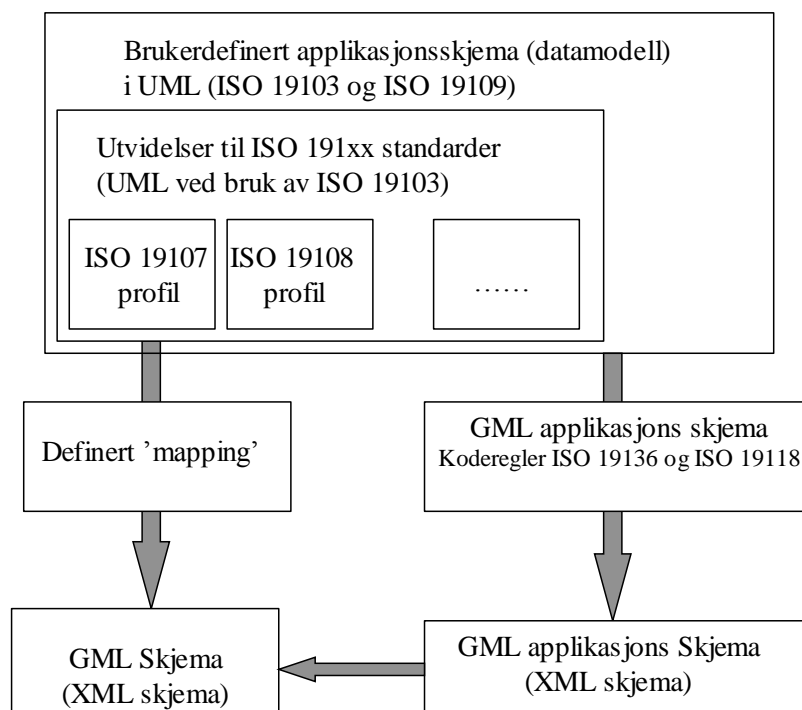 Brukerdefinert applikasjonsskjema (datamodell)
i UML (ISO 19103 og ISO 19109)
Utvidelser til ISO 191xx standarder
(UML ved bruk av ISO 19103)
ISO 19107
profil
ISO 19108
profil
……
Definert ’mapping’
GML applikasjons skjema
Koderegler ISO 19136 og ISO 19118
GML Skjema
(XML skjema)
GML applikasjons Skjema
(XML skjema)